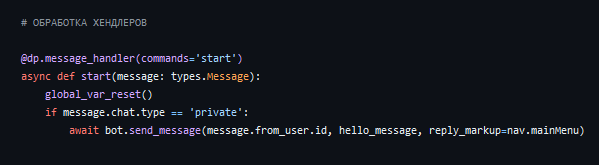 # ОБРАБОТКА ХЕНДЛЕРОВ
@dp.message_handler(commands='start')
async def start(message: types.Message):
    global_var_reset()
    if message.chat.type == 'private':
        await bot.send_message(message.from_user.id, hello_message, reply_markup=nav.mainMenu)